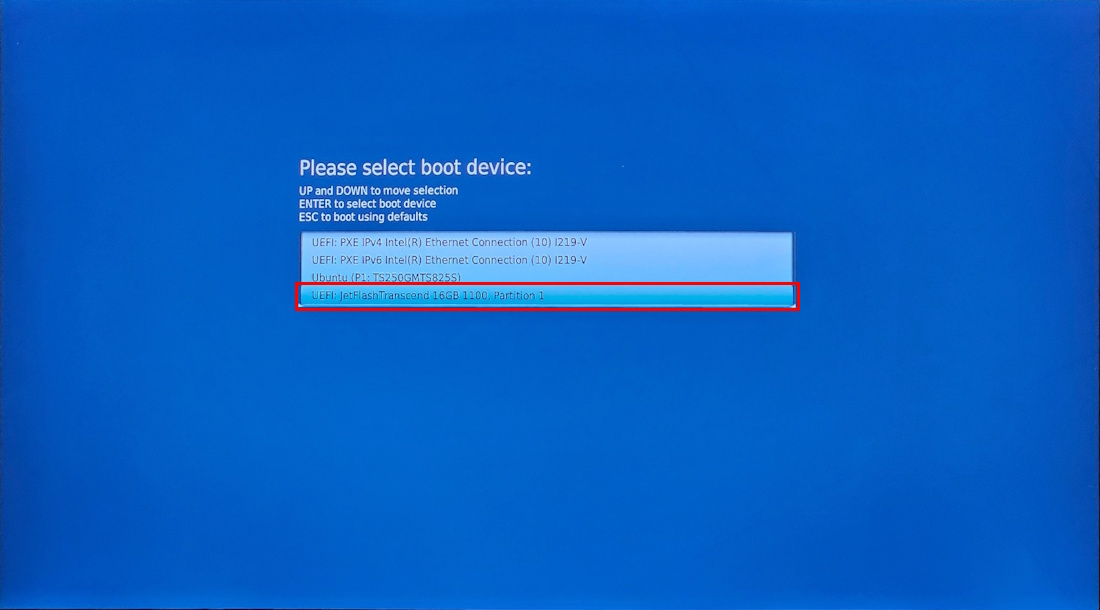 Please select boot device:
UP and DOWN to move selection
ENTER to select boot device
ESC to boot using defaults
UEFI: PXE IPv4 Intel(R) Ethernet Connection (10) I219-V
UEFI: PXE IPv6 Intel(R) Ethernet Connection (10) I219-V
Ubuntu (P1: TS250GMTS825S)
UEFI: JetFlashTranscend 16GB 1100, Partition 1